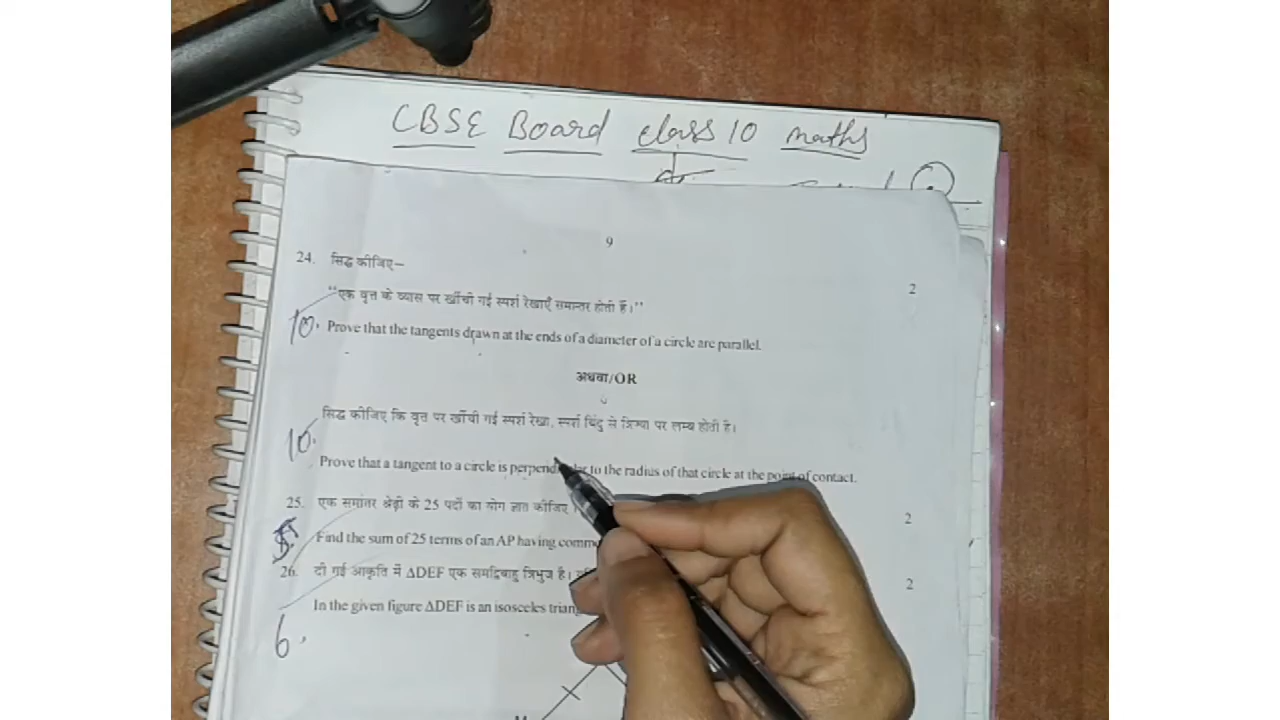 CBSE Board class 10 maths
9
24. सिद्ध कीजिए–
2
"एक वृत्त के व्यास पर खींची गई स्पर्श रेखाएँ समान्तर होती हैं।"
10. Prove that the tangents drawn at the ends of a diameter of a circle are parallel.
अथवा/OR
सिद्ध कीजिए कि वृत्त पर खींची गई स्पर्श रेखा, स्पर्श बिंदु से त्रिज्या पर लम्ब होती है।
10.
Prove that a tangent to a circle is to the radius of that circle at the point of contact.
25. एक समांतर श्रेढ़ी के 25 पदों का योग ज्ञात कीजिए
2
Find the sum of 25 terms of an AP having
26. दी गई आकृति में ΔDEF एक समद्विबाहु त्रिभुज है।
2
In the given figure ΔDEF is an isosceles
6.